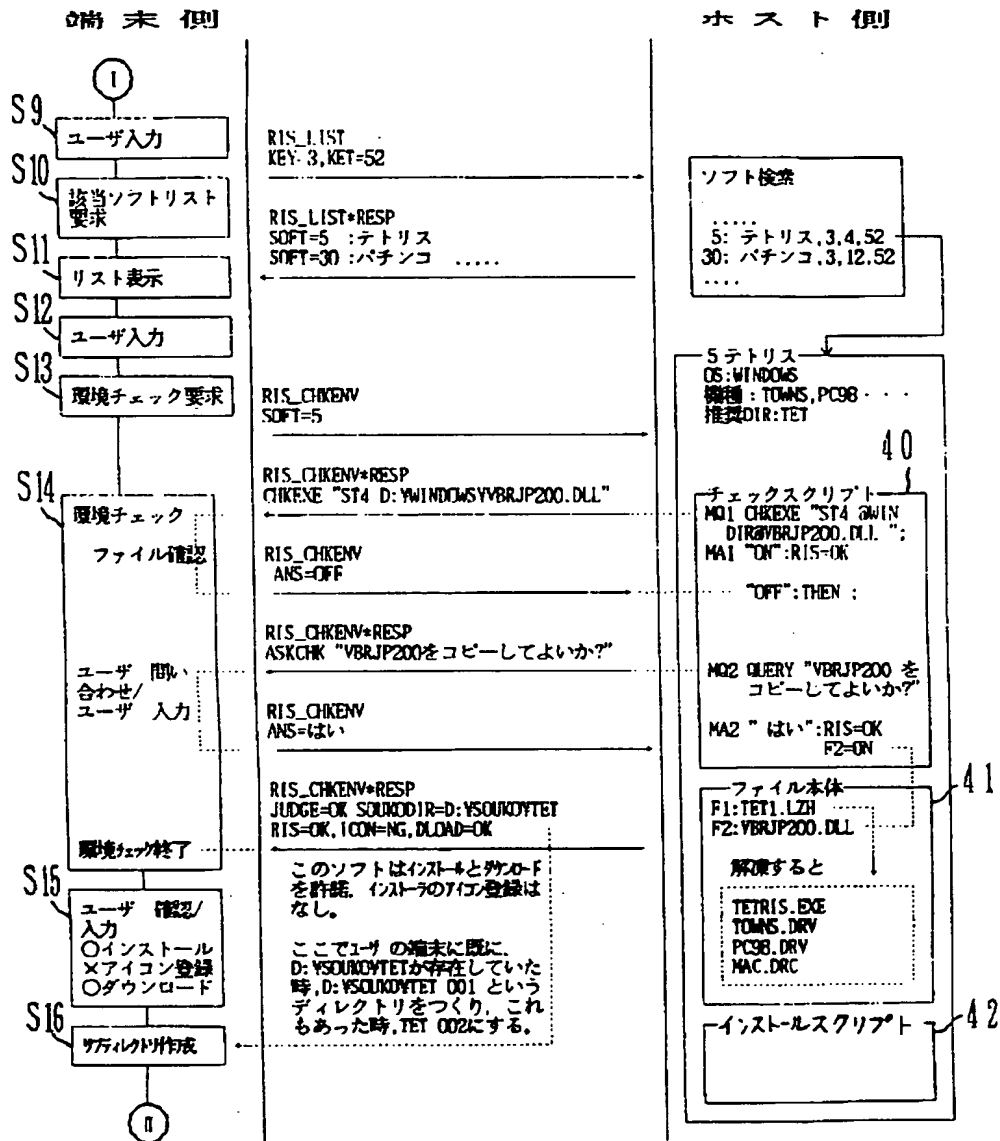 端末側
ホスト側
I
S9
ユーザ入力
RIS_LIST
KEY-3,KET=52
S10
該当ソフトリスト
要求
ソフト検索
.....
5: テトリス,3,4,52
30: パチンコ,3,12,52
....
RIS_LIST*RESP
SOFT=5 :テトリス
SOFT=30 :パチンコ .....
S11
リスト表示
S12
ユーザ入力
S13
環境チェック要求
RIS_CHKENV
SOFT=5
5テトリス
OS:WINDOWS
機種:TOWNS,PC98・・・
推奨DIR:TET
40
S14
環境チェック
ファイル確認
RIS_CHKENV*RESP
CHKEXE "ST4 D:¥WINDOWS¥VBRJP200.DLL"
チェックスクリプト
MQ1 CHKEXE "ST4 @WIN
DIR@VBRJP200.DLL ";
MA1 "ON":RIS=OK
RIS_CHKENV
ANS=OFF
"OFF":THEN ;
RIS_CHKENV*RESP
ASKCHK "VBRJP200をコピーしてよいか?"
MQ2 QUERY "VBRJP200 を
コピーしてよいか?"
ユーザ 問い
合わせ/
ユーザ 入力
RIS_CHKENV
ANS=はい
MA2 " はい":RIS=OK
F2=ON
RIS_CHKENV*RESP
JUDGE=OK SOUKODIR=D:¥SOUKO¥TET
RIS=OK,ICON=NG,DLOAD=OK
環境チェック終了
41
ファイル本体
F1:TET1.LZH
F2:VBRJP200.DLL
解凍すると
TETRIS.EXE
TOWNS.DRV
PC98.DRV
MAC.DRC
このソフトはインストールとダウンロード
を許諾. インストーラのアイコン登録は
なし。
S15
ユーザ 確認/
入力
○インストール
×アイコン登録
○ダウンロード
ここでユーザ の端末に既に、
D:¥SOUKO¥TETが存在していた
時,D:¥SOUKO¥TET 001 という
ディレクトリをつくり, これ
もあった時,TET 002にする。
S16
サブディレクトリ作成
42
インストールスクリプト
II